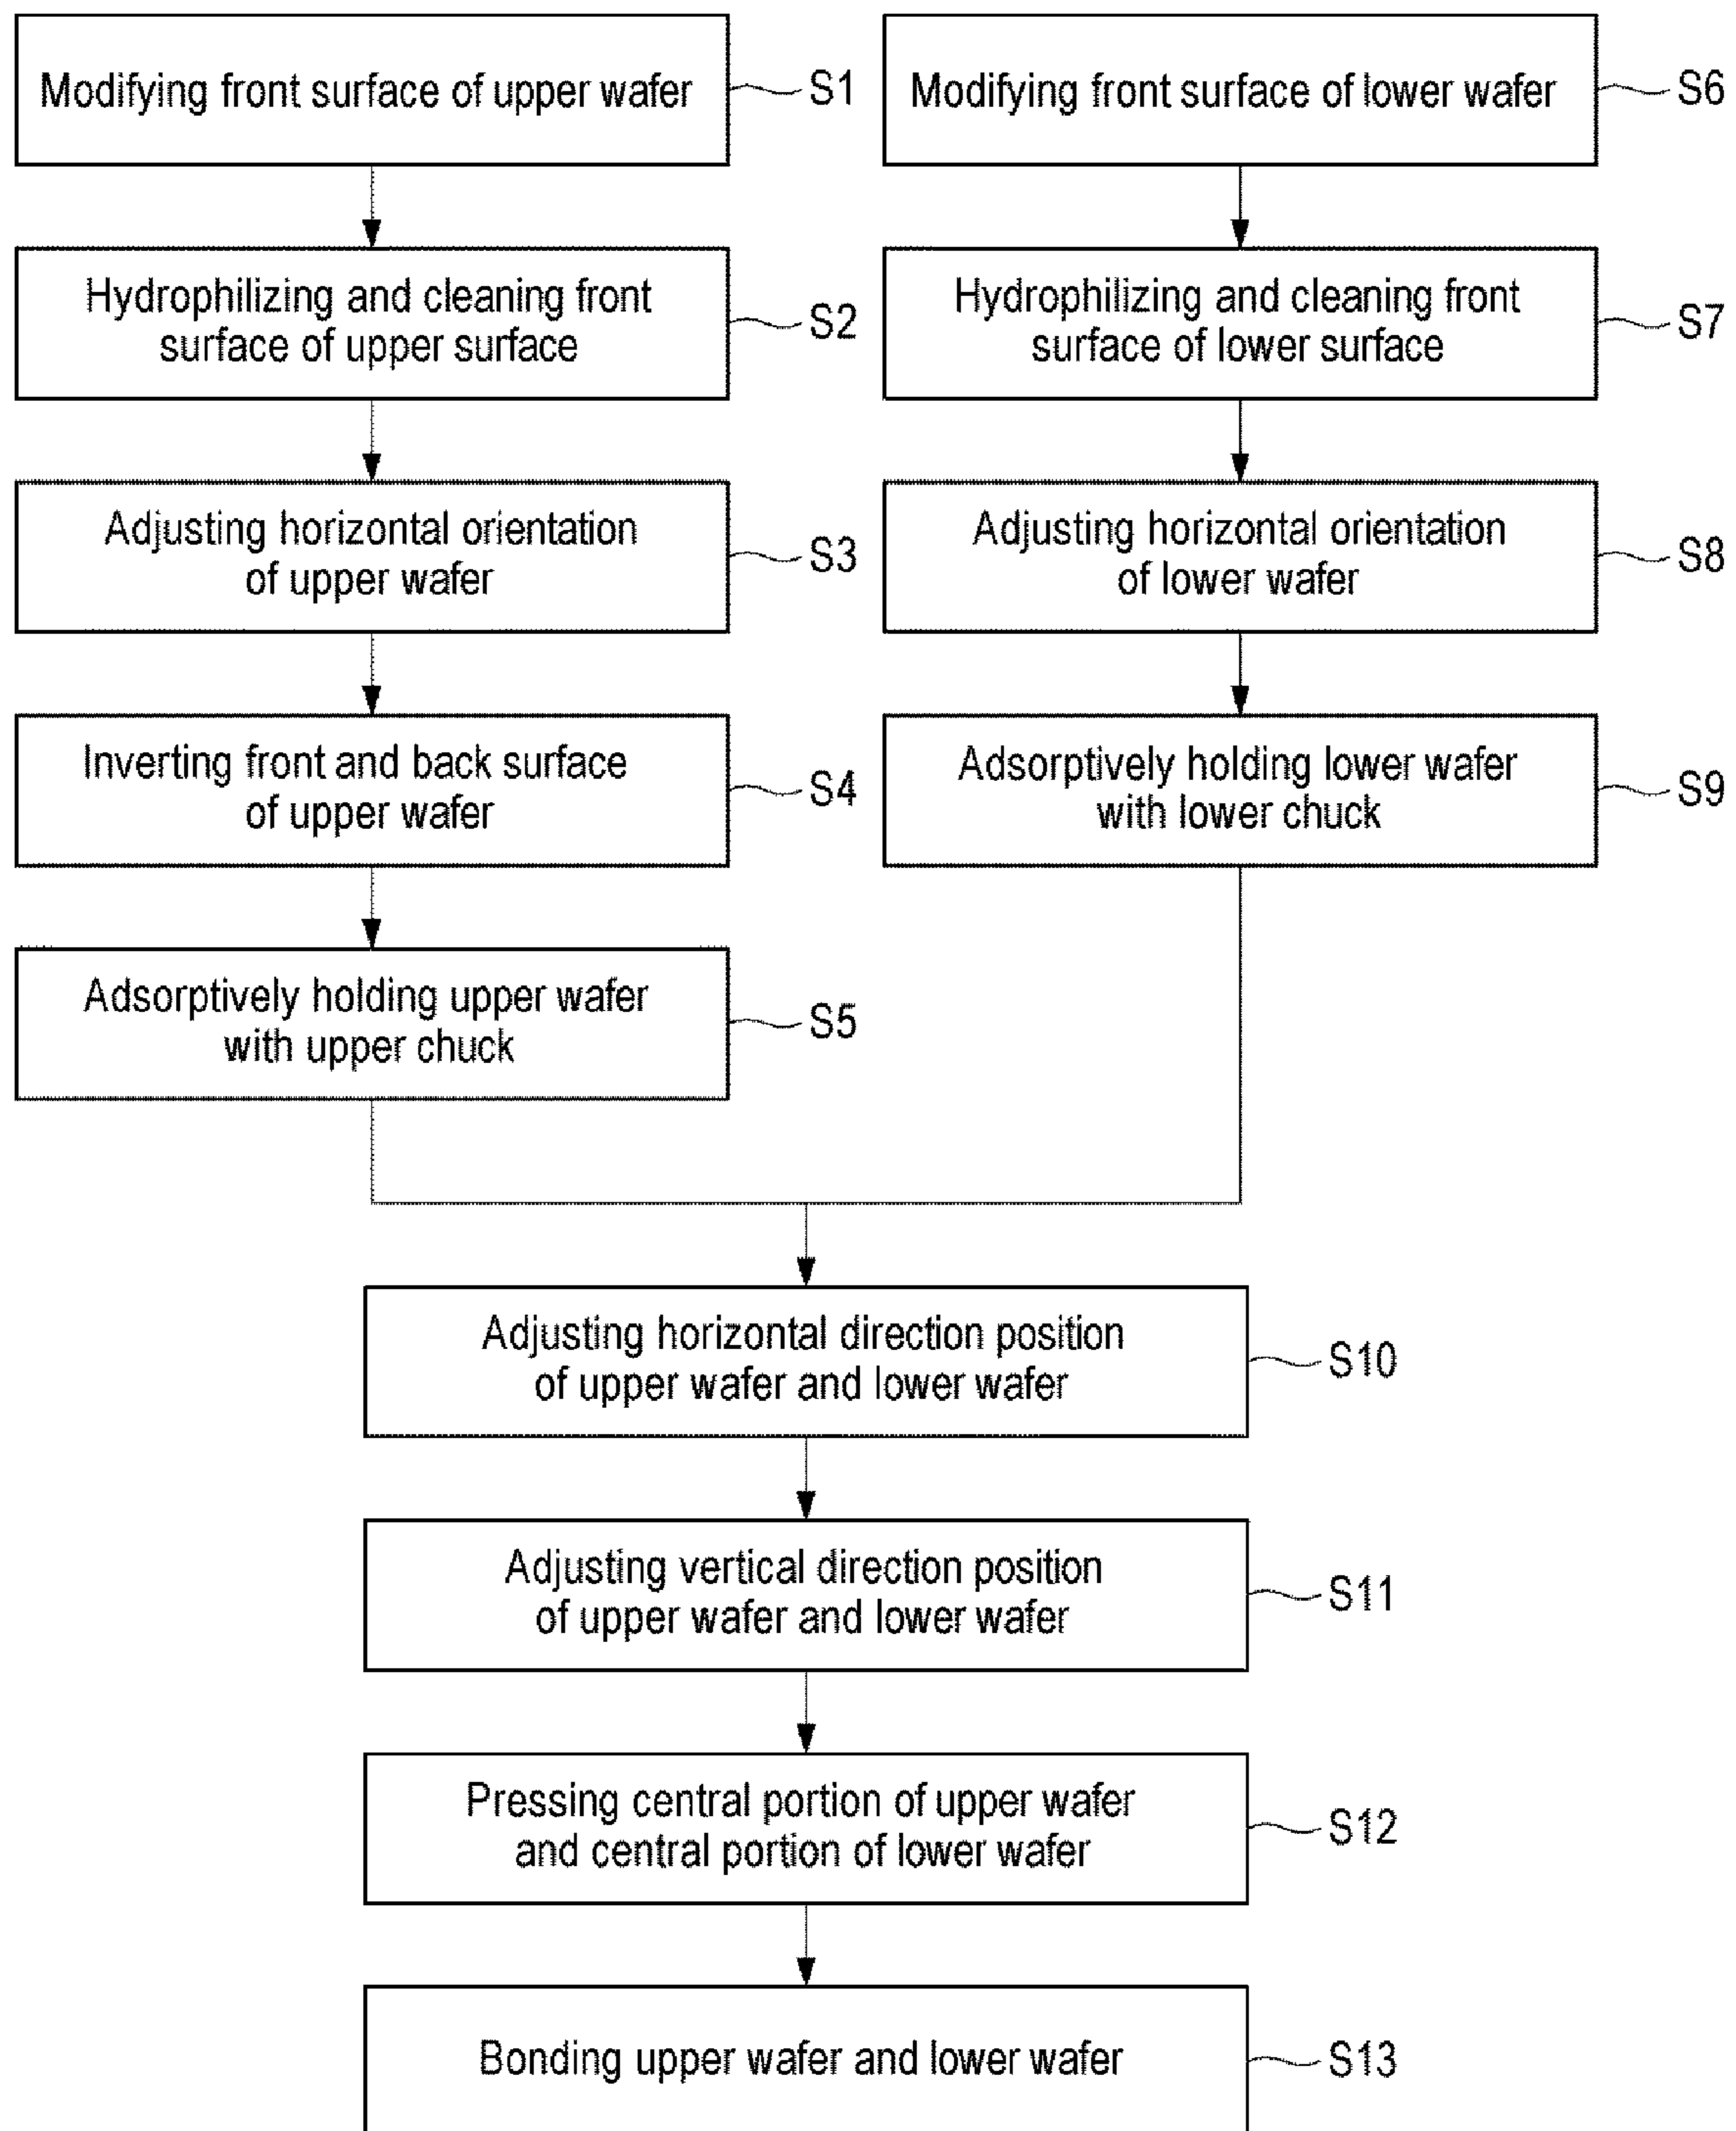 Modifying front surface of upper wafer
S1
Hydrophilizing and cleaning front
surface of upper surface
S2
Adjusting horizontal orientation
of upper wafer
S3
Inverting front and back surface
of upper wafer
S4
Adsorptively holding upper wafer
with upper chuck
S5
Modifying front surface of lower wafer
S6
Hydrophilizing and cleaning front
surface of lower surface
S7
Adjusting horizontal orientation
of lower wafer
S8
Adsorptively holding lower wafer
with lower chuck
S9
Adjusting horizontal direction position
of upper wafer and lower wafer
S10
Adjusting vertical direction position
of upper wafer and lower wafer
S11
Pressing central portion of upper wafer
and central portion of lower wafer
S12
Bonding upper wafer and lower wafer
S13